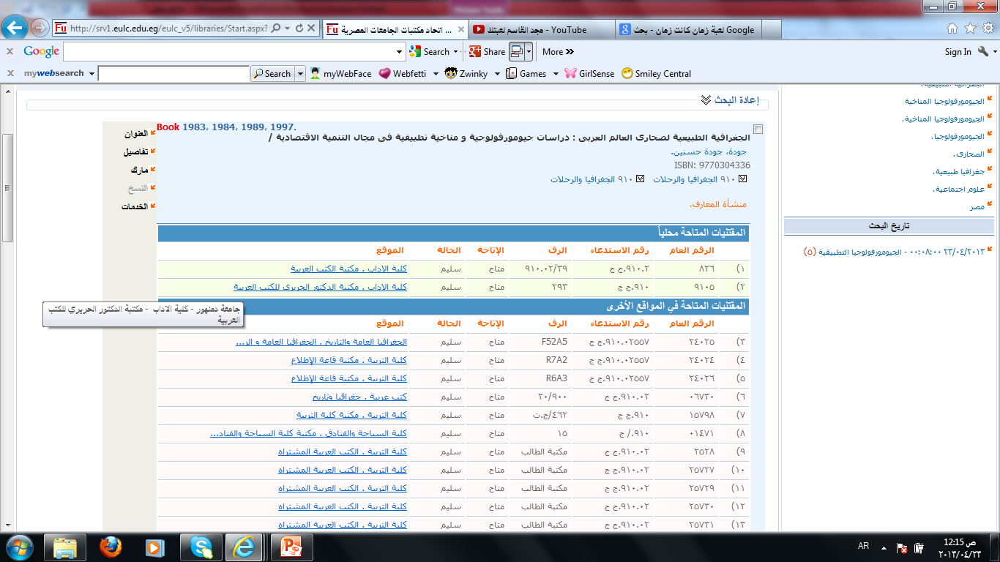 Mirosoft Tools
http://srv1.eulc.edu.eg/eulc_v5/libraries/Start.aspx?
اتحاد مكتبات الجامعات المصرية ...
مجد القاسم لعبتك - YouTube
لعبة زمان كانت زمان - بحث Google
x Google Search Share More Sign In
x mywebsearch Search myWebFace Webfetti Zwinky Games GirlSense Smiley Central
الجغرافية الطبيعية.
الجيومورفولوجيا المناخية
الجيومورفولوجيا المناخية.
الجيومورفولوجيا.
الصحارى.
جغرافيا طبيعية.
علوم اجتماعية.
مصر
تاريخ البحث
٢٣/٠٤/٢٠١٣ ٠٠:٠٨:٠٠ - الجيومورفولوجيا التطبيقية (٥)
إعادة البحث
Book 1983، 1984، 1989، 1997.
الجغرافية الطبيعية لصحارى العالم العربى : دراسات جيومورفولوجية و مناخية تطبيقية فى مجال التنمية الاقتصادية /
جودة، جودة حسنين.
ISBN: 9770304336
٩١٠ الجغرافيا والرحلات ٩١٠ الجغرافيا والرحلات
منشأة المعارف،
العنوان
تفاصيل
مارك
النسخ
الخدمات
المقتنيات المتاحة محلياً
الرقم العام رقم الاستدعاء الرف الإتاحة الحالة الموقع
١) ٨٢٦ ٩١٠.٢.ج ج ٩١٠.٠٢/٣٩ متاح سليم كلية الاداب . مكتبة الكتب العربية
٢) ٩١٠٥ ٩١٠.ج ج ٢٩٣ متاح سليم كلية الاداب . مكتبة الدكتور الحريري للكتب العربية
المقتنيات المتاحة في المواقع الأخرى
جامعة دمنهور - كلية الاداب - مكتبة الدكتور الحريري للكتب
العربية
الرقم العام رقم الاستدعاء الرف الإتاحة الحالة الموقع
٣) ٢٤٠٢٥ ٩١٠.٠٢٥٥٧.ج ج F52A5 متاح سليم الجغرافيا العامة والتاريخ . الجغرافيا العامة و الر...
٤) ٢٤٠٢٤ ٩١٠.٠٢٥٥٧.ج ج R7A2 متاح سليم كلية التربية . مكتبة قاعة الإطلاع
٥) ٢٤٠٢٦ ٩١٠.٠٢٥٥٧.ج ج R6A3 متاح سليم كلية التربية . مكتبة قاعة الإطلاع
٦) ٠٦٧٣٠ ٩١٠.٠٢.ج ج ٢٠/٩٠٠ متاح سليم كتب عربية . جغرافيا وتاريخ
٧) ١٥٧٩٨ ٩١٠.ج ج ٤٦٢/ج.ت متاح سليم كلية التربية . مكتبة كلية التربية
٨) ٠١٤٧١ ٩١٠./ ج ١٥ متاح سليم كلية السياحة والفنادق . مكتبة كلية السياحة والفناد...
٩) ٢٥٢٨ ٩١٠.٠٢.ج ج مكتبة الطالب متاح سليم كلية التربية . الكتب العربية المشتراة
١٠) ٢٥٧٢٧ ٩١٠.٠٢.ج ج مكتبة الطالب متاح سليم كلية التربية . الكتب العربية المشتراة
١١) ٢٥٧٢٩ ٩١٠.٠٢.ج ج مكتبة الطالب متاح سليم كلية التربية . الكتب العربية المشتراة
١٢) ٢٥٧٣٠ ٩١٠.٠٢.ج ج مكتبة الطالب متاح سليم كلية التربية . الكتب العربية المشتراة
١٣) ٢٥٧٣١ ٩١٠.٠٢.ج ج مكتبة الطالب متاح سليم كلية التربية . الكتب العربية المشتراة
AR
12:15 ص
٢٠١٣/٠٤/٢٣